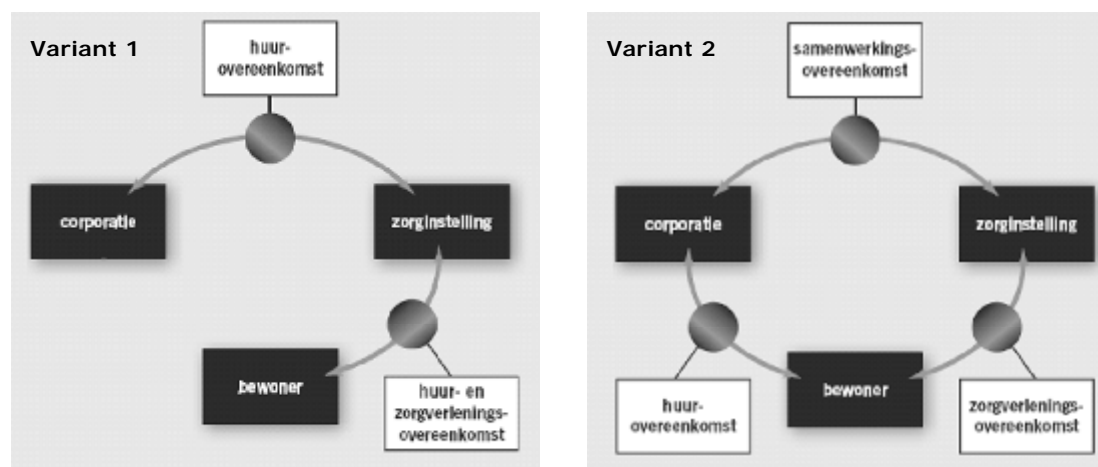 Variant 1
huur-
overeenkomst
corporatie
zorginstelling
bewoner
huur- en
zorgverlenings-
overeenkomst
Variant 2
samenwerkings-
overeenkomst
corporatie
zorginstelling
bewoner
huur-
overeenkomst
zorgverlenings-
overeenkomst